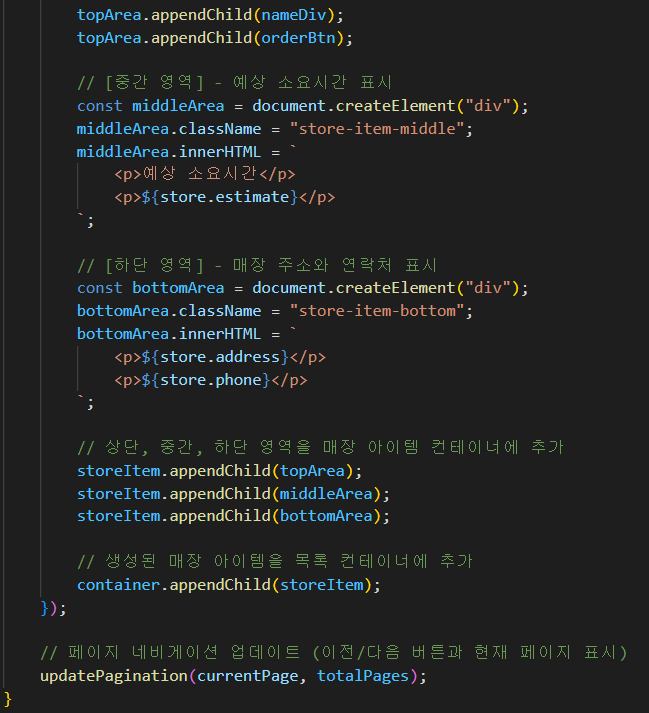 topArea.appendChild(nameDiv);
topArea.appendChild(orderBtn);
// [중간 영역] - 예상 소요시간 표시
const middleArea = document.createElement("div");
middleArea.className = "store-item-middle";
middleArea.innerHTML = `
<p>예상 소요시간</p>
<p>${store.estimate}</p>
`;
// [하단 영역] - 매장 주소와 연락처 표시
const bottomArea = document.createElement("div");
bottomArea.className = "store-item-bottom";
bottomArea.innerHTML = `
<p>${store.address}</p>
<p>${store.phone}</p>
`;
// 상단, 중간, 하단 영역을 매장 아이템 컨테이너에 추가
storeItem.appendChild(topArea);
storeItem.appendChild(middleArea);
storeItem.appendChild(bottomArea);
// 생성된 매장 아이템을 목록 컨테이너에 추가
container.appendChild(storeItem);
});
// 페이지 네비게이션 업데이트 (이전/다음 버튼과 현재 페이지 표시)
updatePagination(currentPage, totalPages);
}